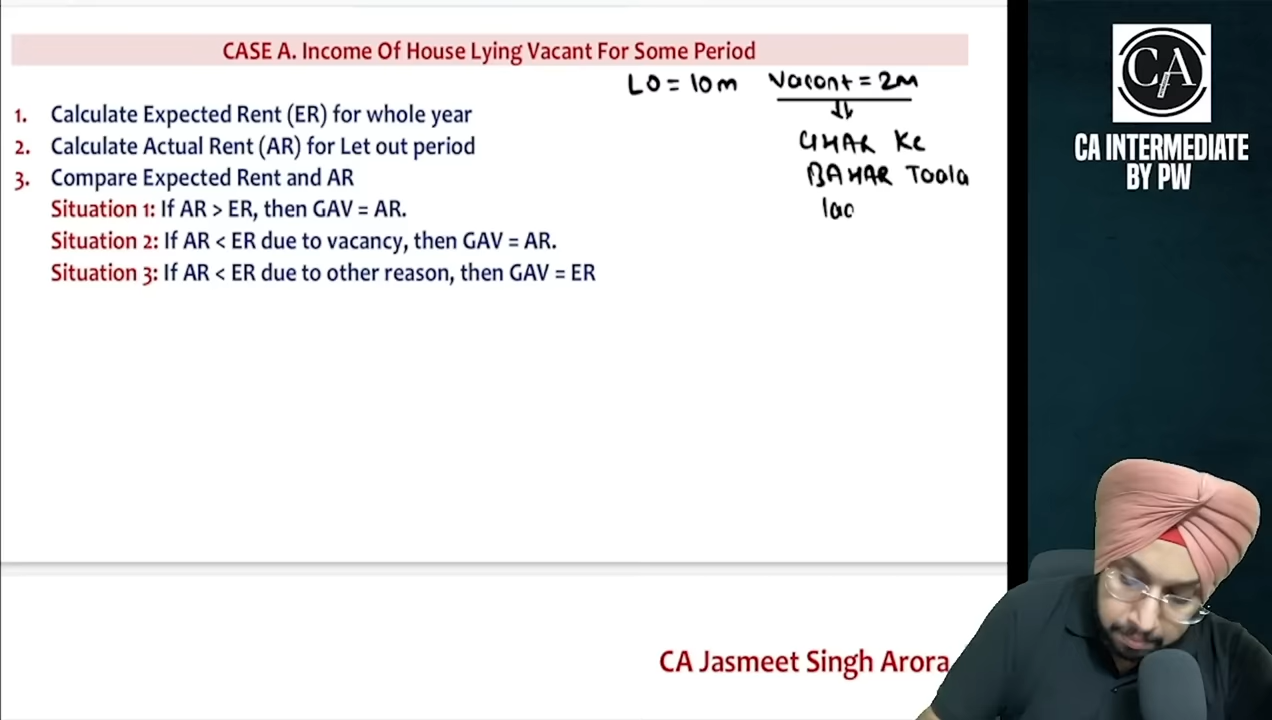 CASE A. Income Of House Lying Vacant For Some Period
LO = 10m Vacant = 2m
GHAR Ke
BAHAR Taala
laa
1. Calculate Expected Rent (ER) for whole year
2. Calculate Actual Rent (AR) for Let out period
3. Compare Expected Rent and AR
Situation 1: If AR > ER, then GAV = AR.
Situation 2: If AR < ER due to vacancy, then GAV = AR.
Situation 3: If AR < ER due to other reason, then GAV = ER
CA Jasmeet Singh Arora
CA
CA INTERMEDIATE
BY PW